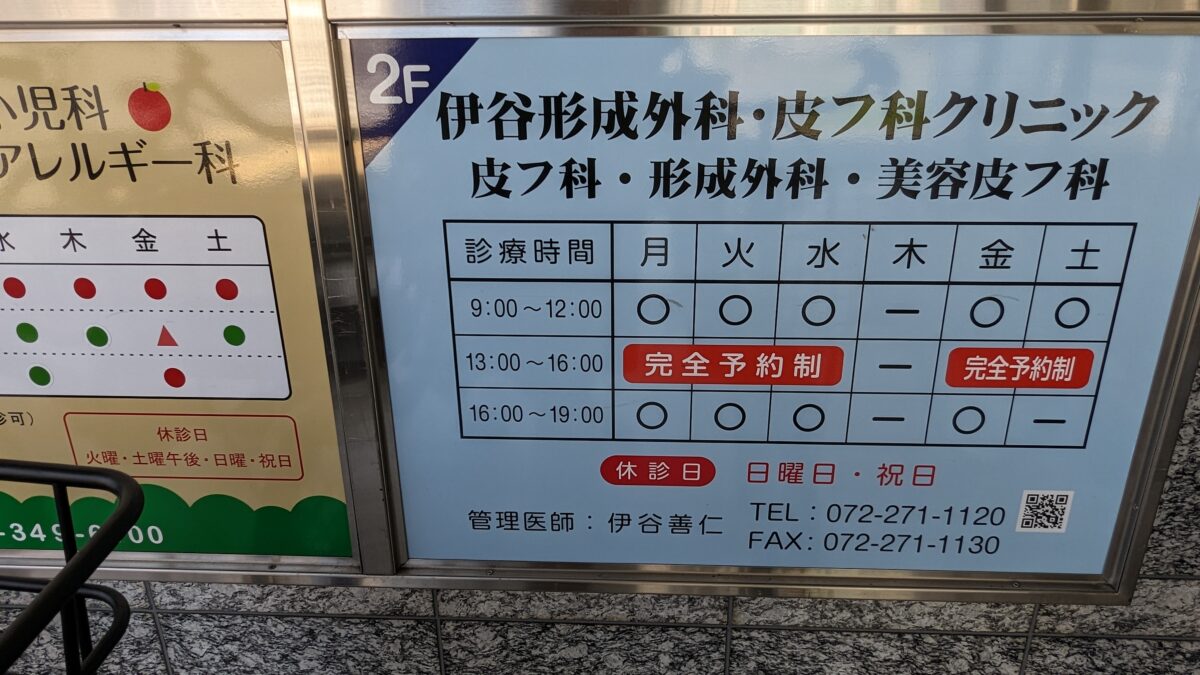 児科
アレルギー科
木 金 土
診可)
休診日
火曜・土曜午後・日曜・祝日
2F
伊谷形成外科・皮フ科クリニック
皮フ科・形成外科・美容皮フ科
診療時間 月 火 水 木 金 土
9:00～12:00 〇 〇 〇 ー 〇 〇
13:00～16:00 完全予約制 ー 完全予約制
16:00～19:00 〇 〇 〇 ー 〇 ー
休診日 日曜日・祝日
管理医師：伊谷善仁
TEL：072-271-1120
FAX：072-271-1130